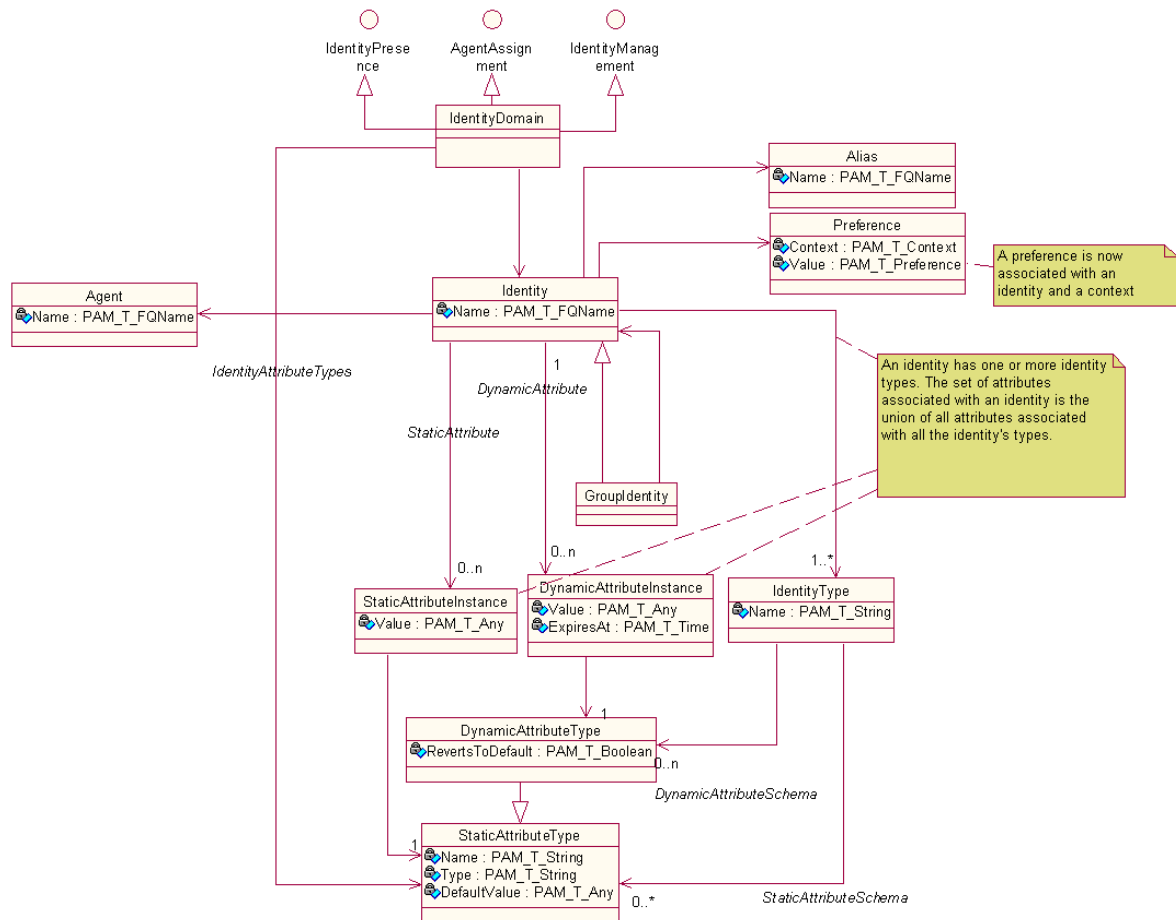 IdentityPrese
nce
AgentAssign
ment
IdentityManag
ement
IdentityDomain
Alias
Name : PAM_T_FQName
Preference
Context : PAM_T_Context
Value : PAM_T_Preference
A preference is now
associated with an
identity and a context
Agent
Name : PAM_T_FQName
Identity
Name : PAM_T_FQName
IdentityAttributeTypes
1
DynamicAttribute
StaticAttribute
An identity has one or more identity
types. The set of attributes
associated with an identity is the
union of all attributes associated
with all the identity's types.
GroupIdentity
0..n
0..n
1..*
StaticAttributeInstance
Value : PAM_T_Any
DynamicAttributeInstance
Value : PAM_T_Any
ExpiresAt : PAM_T_Time
IdentityType
Name : PAM_T_String
1
DynamicAttributeType
RevertsToDefault : PAM_T_Boolean
0..n
DynamicAttributeSchema
1
StaticAttributeType
Name : PAM_T_String
Type : PAM_T_String
DefaultValue : PAM_T_Any
0..*
StaticAttributeSchema